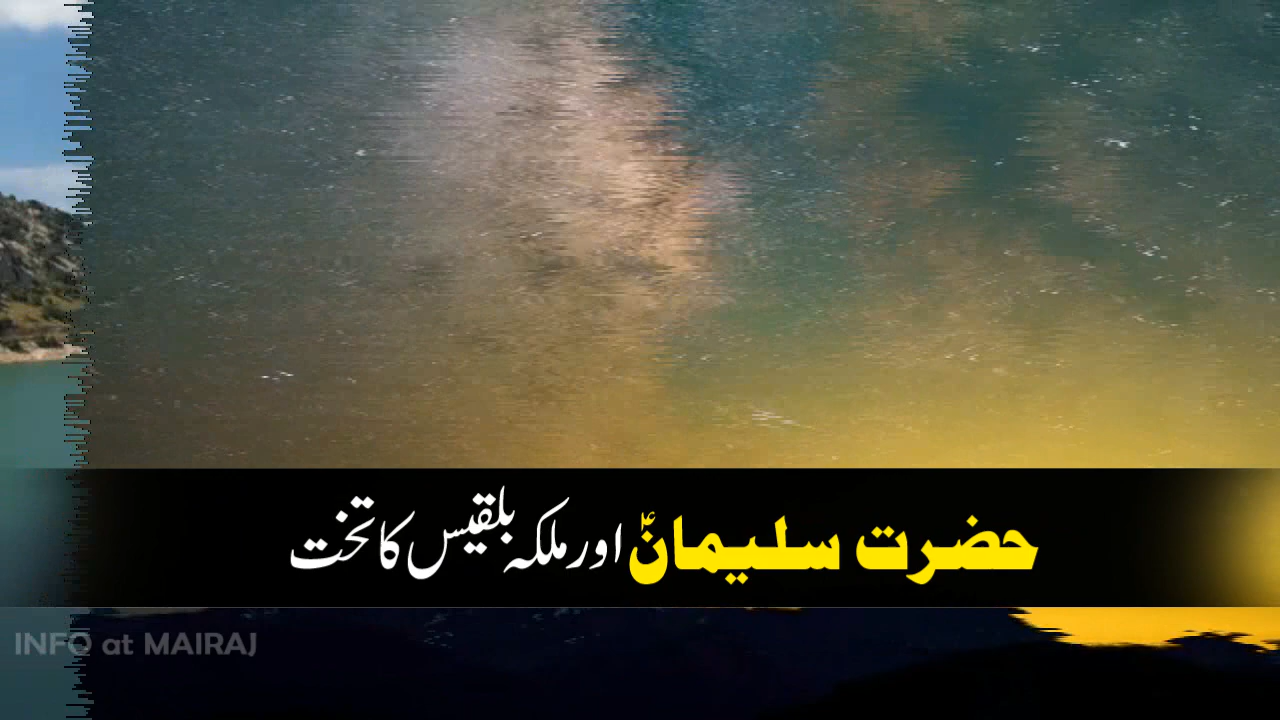 حضرت سلیمانؑ اور ملکہ بلقیس کا تخت
INFO at MAIRAJ